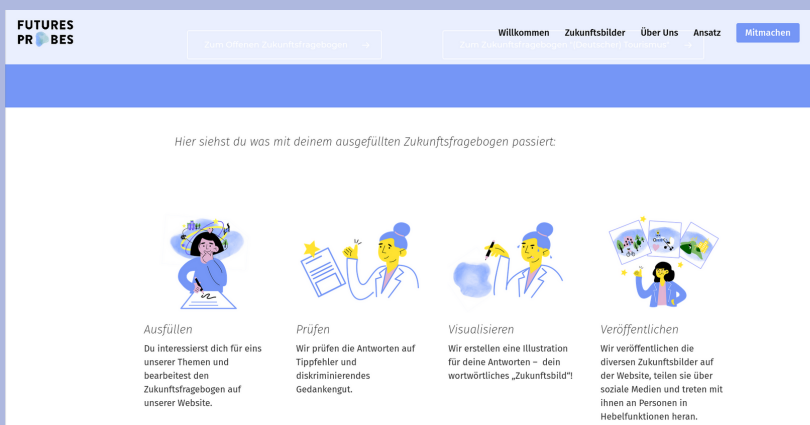 FUTURES
PROBES
Willkommen Zukunftsbilder Über Uns Ansatz Mitmachen
Zum Offenen Zukunftsfragebogen → Zum Zukunftsfragebogen "(Deutschen Tourismus" →
Hier siehst du was mit deinem ausgefüllten Zukunftsfragebogen passiert:
Ausfüllen
Du interessierst dich für eins
unserer Themen und
bearbeitest den
Zukunftsfragebogen auf
unserer Website.
Prüfen
Wir prüfen die Antworten auf
Tippfehler und
diskriminierendes
Gedankengut.
Visualisieren
Wir erstellen eine Illustration
für deine Antworten – dein
wortwörtliches „Zukunftsbild“!
Veröffentlichen
Wir veröffentlichen die
diversen Zukunftsbilder auf
der Website, teilen sie über
soziale Medien und treten mit
ihnen an Personen in
Hebelfunktionen heran.